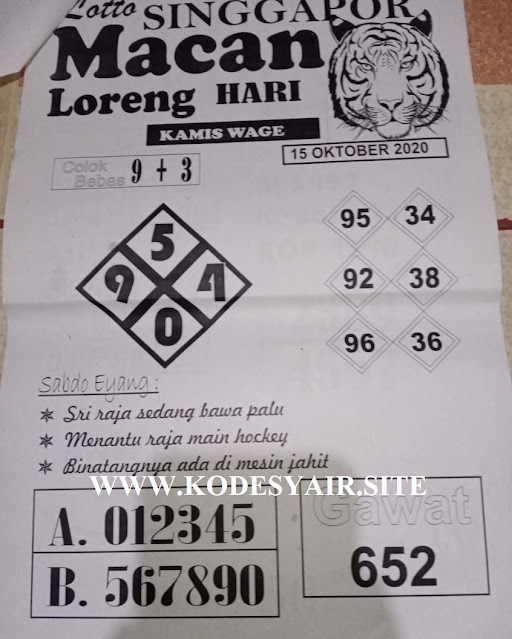 Lotto SINGGAPOR
Macan
Loreng HARI
KAMIS WAGE
15 OKTOBER 2020
Colok
Bebas 9 + 3
5
9 4
0
95 34
92 38
96 36
Sabdo Eyang :
✵ Sri raja sedang bawa palu
✵ Menantu raja main hockey
✵ Binatangnya ada di mesin jahit
WWW.KODESYAIR.SITE
A. 012345
B. 567890
Gawat
652